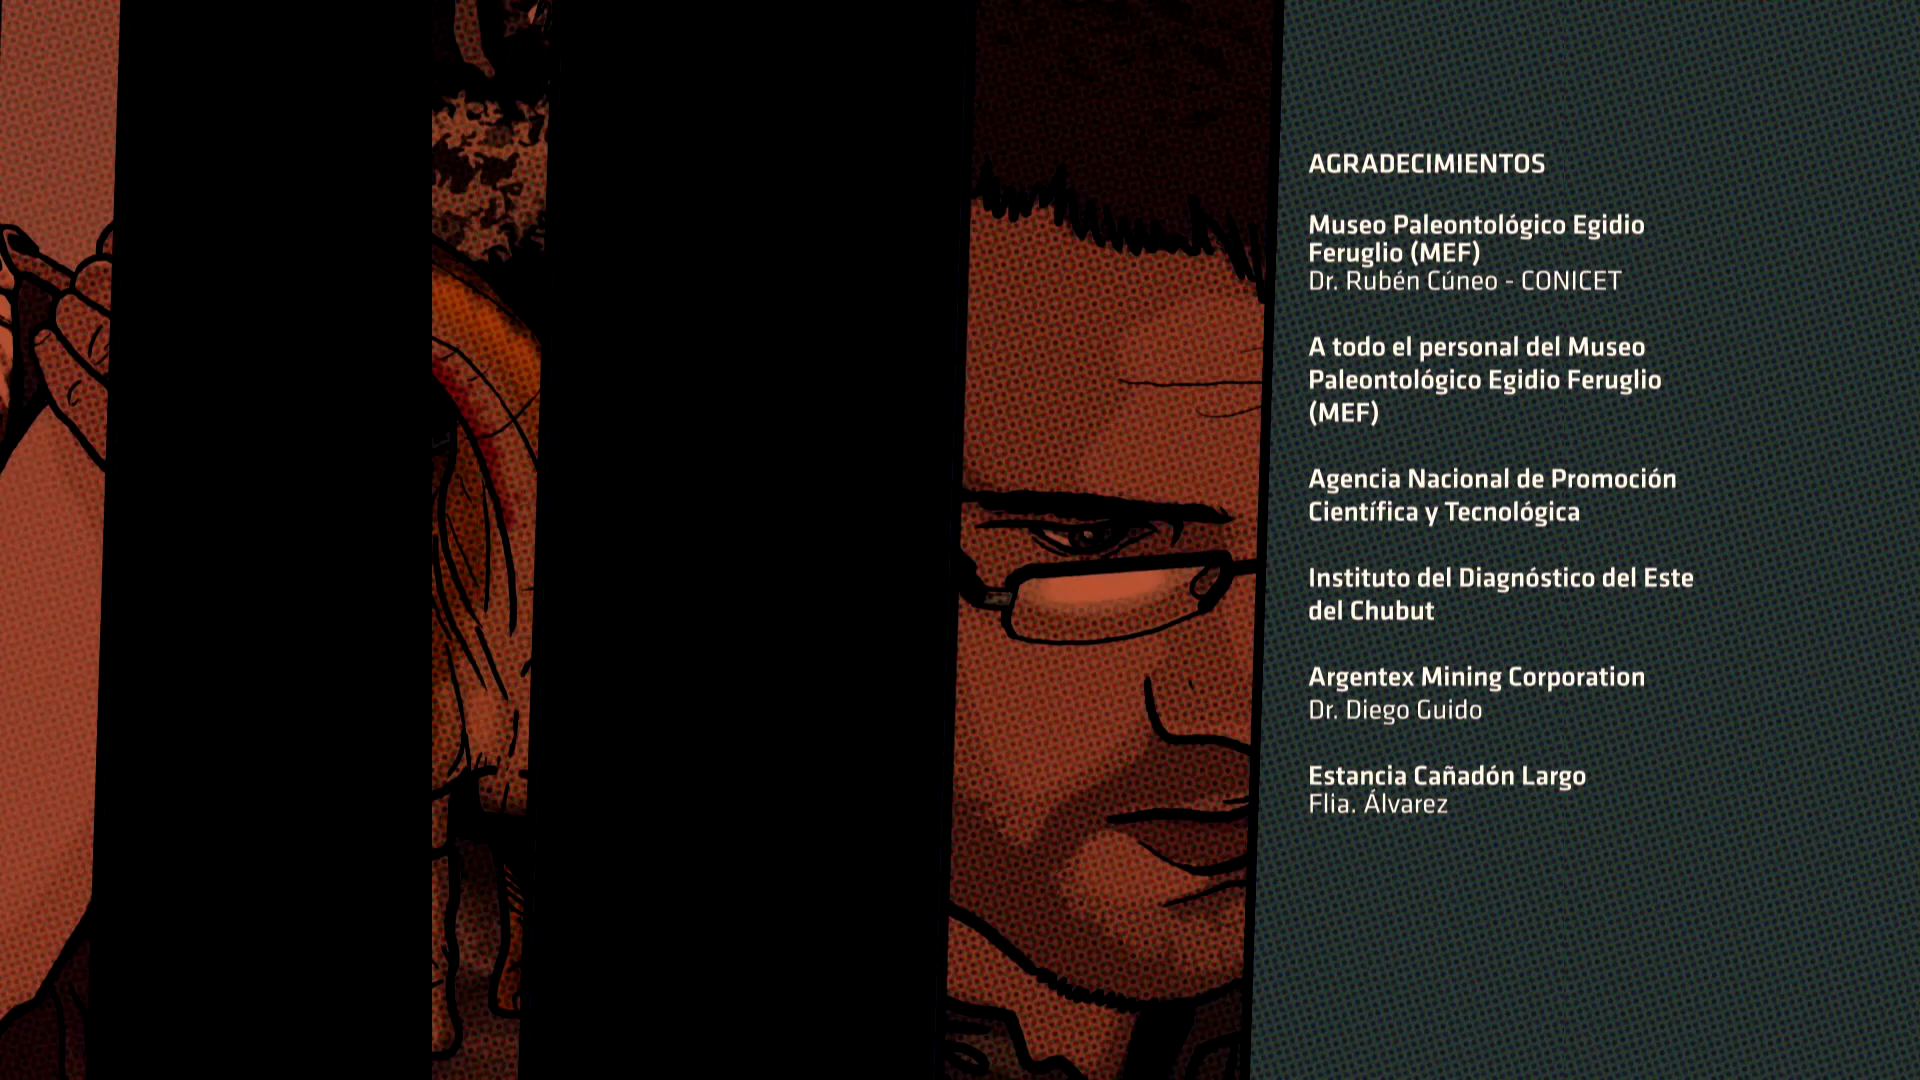 AGRADECIMIENTOS
Museo Paleontológico Egidio
Feruglio (MEF)
Dr. Rubén Cúneo - CONICET
A todo el personal del Museo
Paleontológico Egidio Feruglio
(MEF)
Agencia Nacional de Promoción
Científica y Tecnológica
Instituto del Diagnóstico del Este
del Chubut
Argentex Mining Corporation
Dr. Diego Guido
Estancia Cañadón Largo
Flia. Álvarez